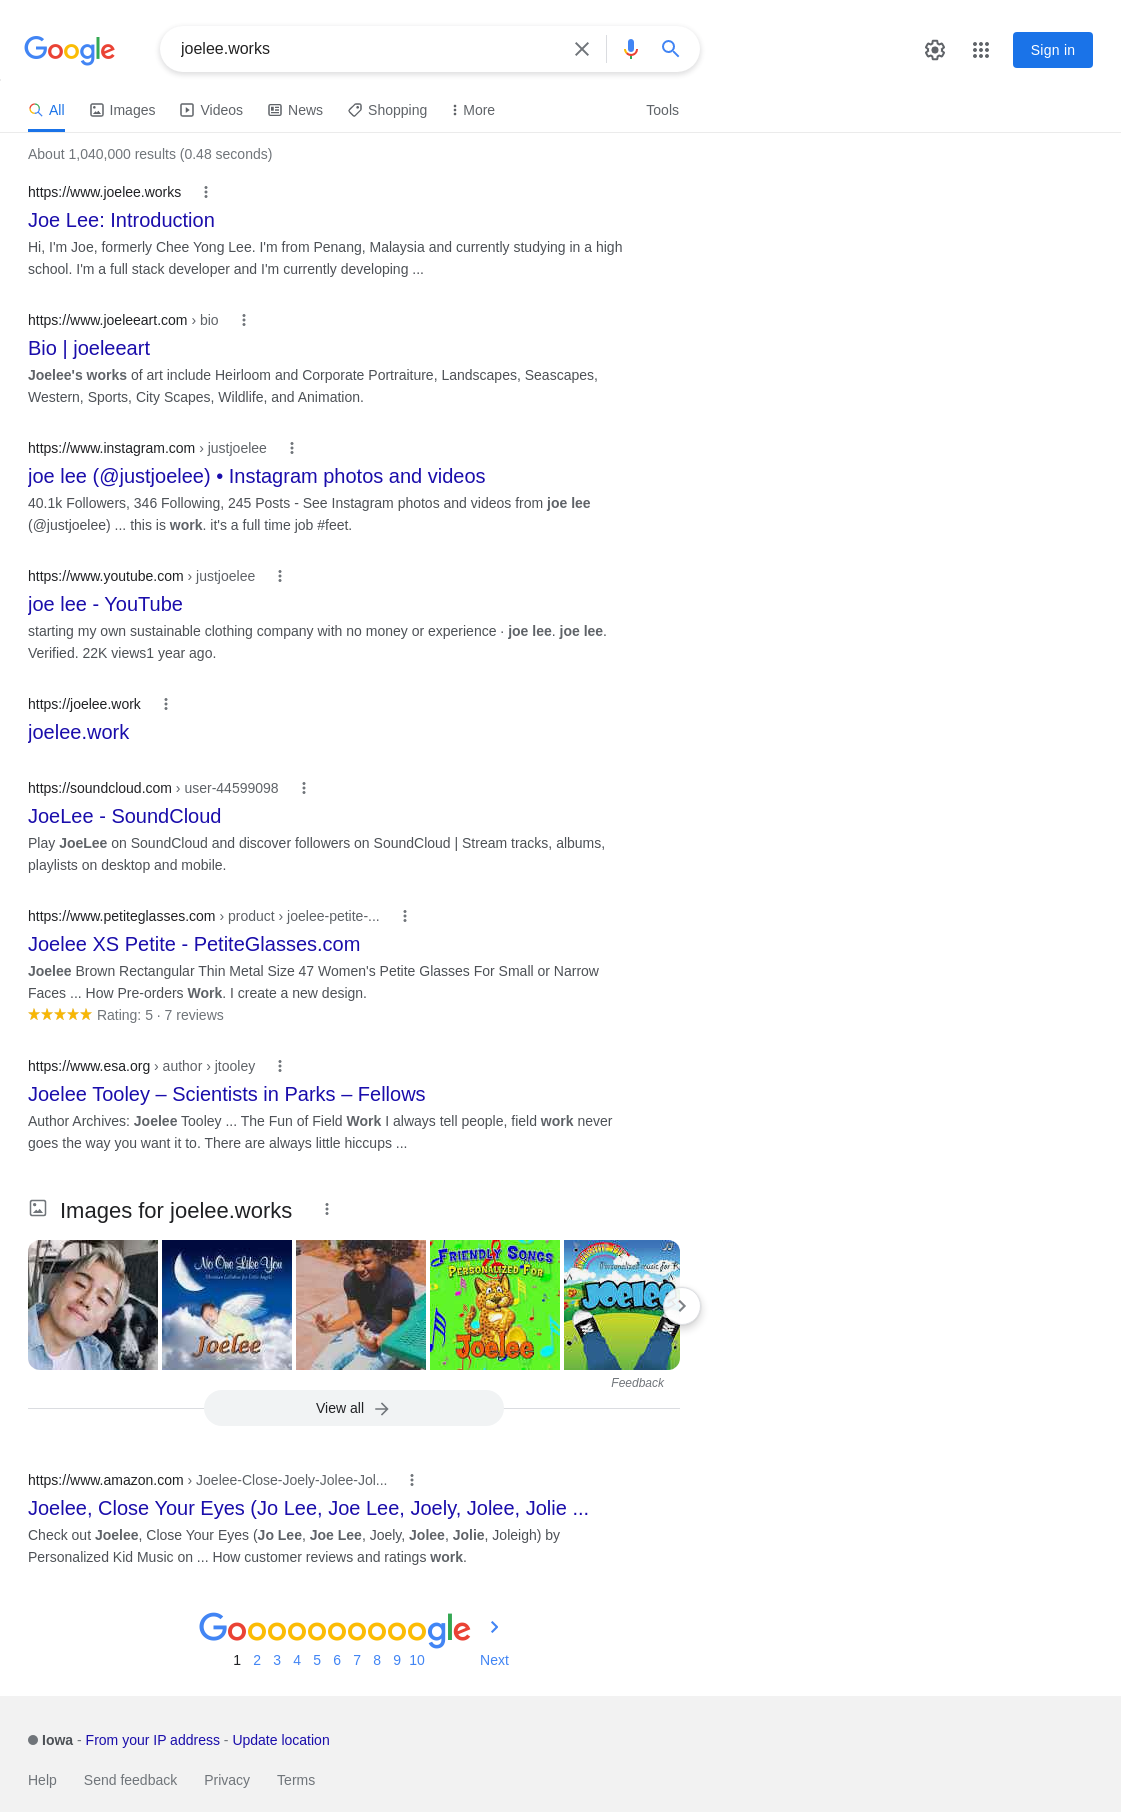 Google
joelee.works
Sign in
All Images Videos News Shopping More Tools
About 1,040,000 results (0.48 seconds)
https://www.joelee.works
Joe Lee: Introduction
Hi, I'm Joe, formerly Chee Yong Lee. I'm from Penang, Malaysia and currently studying in a high
school. I'm a full stack developer and I'm currently developing ...
https://www.joeleeart.com › bio
Bio | joeleeart
Joelee's works of art include Heirloom and Corporate Portraiture, Landscapes, Seascapes,
Western, Sports, City Scapes, Wildlife, and Animation.
https://www.instagram.com › justjoelee
joe lee (@justjoelee) • Instagram photos and videos
40.1k Followers, 346 Following, 245 Posts - See Instagram photos and videos from joe lee
(@justjoelee) ... this is work. it's a full time job #feet.
https://www.youtube.com › justjoelee
joe lee - YouTube
starting my own sustainable clothing company with no money or experience · joe lee. joe lee.
Verified. 22K views1 year ago.
https://joelee.work
joelee.work
https://soundcloud.com › user-44599098
JoeLee - SoundCloud
Play JoeLee on SoundCloud and discover followers on SoundCloud | Stream tracks, albums,
playlists on desktop and mobile.
https://www.petiteglasses.com › product › joelee-petite-...
Joelee XS Petite - PetiteGlasses.com
Joelee Brown Rectangular Thin Metal Size 47 Women's Petite Glasses For Small or Narrow
Faces ... How Pre-orders Work. I create a new design.
Rating: 5 · 7 reviews
https://www.esa.org › author › jtooley
Joelee Tooley – Scientists in Parks – Fellows
Author Archives: Joelee Tooley ... The Fun of Field Work I always tell people, field work never
goes the way you want it to. There are always little hiccups ...
Images for joelee.works
No One Like You
Christian Lullabies for Little Angels
Joelee
FRIENDLY SONGS
PERSONALIZED FOR
Joelee
Personalized music for K
Joelee
Feedback
View all
https://www.amazon.com › Joelee-Close-Joely-Jolee-Jol...
Joelee, Close Your Eyes (Jo Lee, Joe Lee, Joely, Jolee, Jolie ...
Check out Joelee, Close Your Eyes (Jo Lee, Joe Lee, Joely, Jolee, Jolie, Joleigh) by
Personalized Kid Music on ... How customer reviews and ratings work.
Goooooooooogle
1 2 3 4 5 6 7 8 9 10 Next
Iowa - From your IP address - Update location
Help Send feedback Privacy Terms